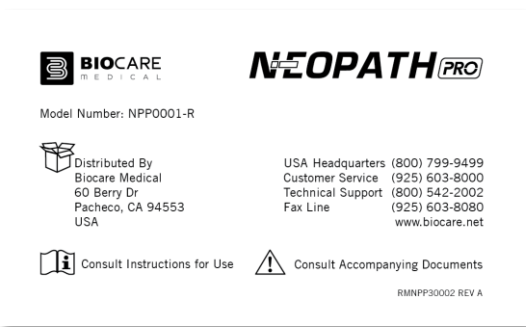 BIOCARE
MEDICAL
NEOPATH PRO
Model Number: NPP0001-R
Distributed By
Biocare Medical
60 Berry Dr
Pacheco, CA 94553
USA
USA Headquarters (800) 799-9499
Customer Service (925) 603-8000
Technical Support (800) 542-2002
Fax Line (925) 603-8080
www.biocare.net
Consult Instructions for Use
Consult Accompanying Documents
RMNPP30002 REV A